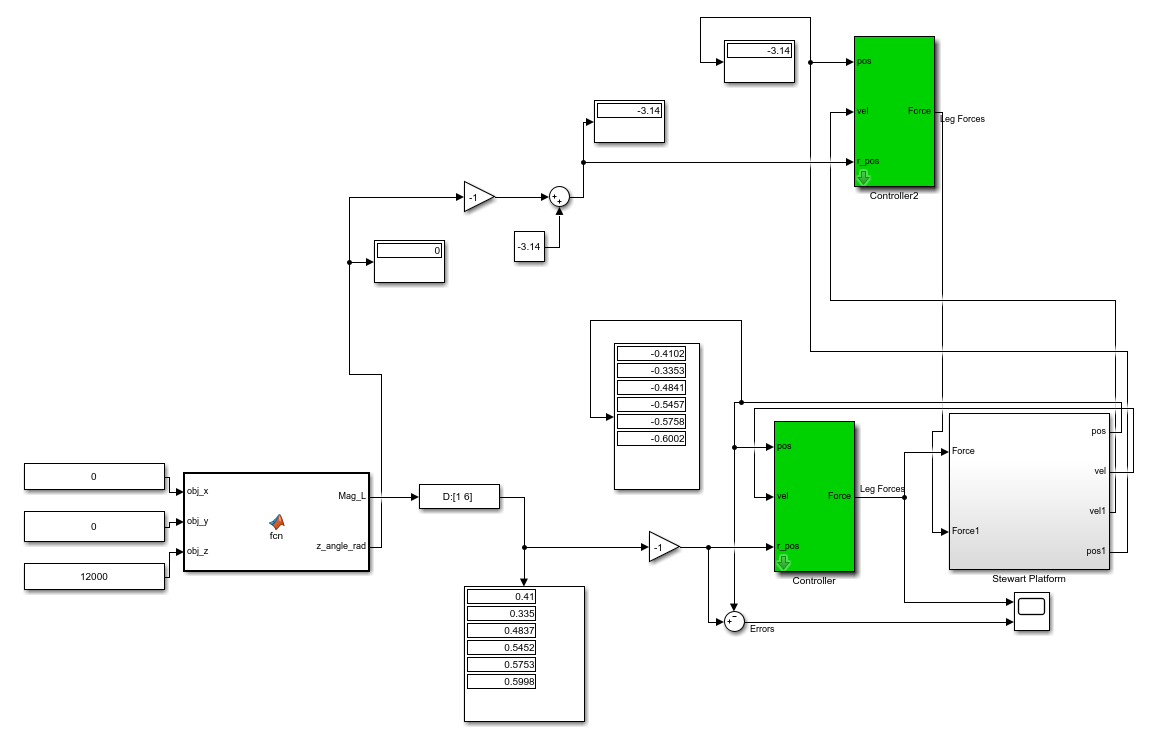 -3.14
pos
vel
Force
Leg Forces
r_pos
Controller2
-3.14
-1
+
+
-3.14
0
-0.4102
-0.3353
-0.4841
-0.5457
-0.5758
-0.6002
pos
vel
Force
r_pos
Controller
Leg Forces
Force
Force1
pos
vel
vel1
pos1
Stewart Platform
0
0
12000
obj_x
obj_y
obj_z
Mag_L
z_angle_rad
fcn
D:[1 6]
-1
0.41
0.335
0.4837
0.5452
0.5753
0.5998
+
−
Errors